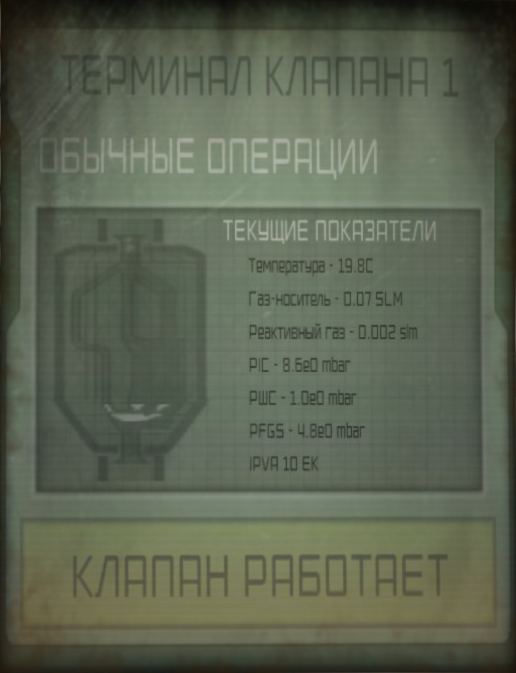 ТЕРМИНАЛ КЛАПАНА 1
ОБЫЧНЫЕ ОПЕРАЦИИ
ТЕКУЩИЕ ПОКАЗАТЕЛИ
Температура - 19.8C
Газ-носитель - 0.07 SLM
Реактивный газ - 0.002 slm
PIC - 8.6e0 mbar
PWC - 1.0e0 mbar
PFGS - 4.8e0 mbar
IPVA 10 EK
КЛАПАН РАБОТАЕТ